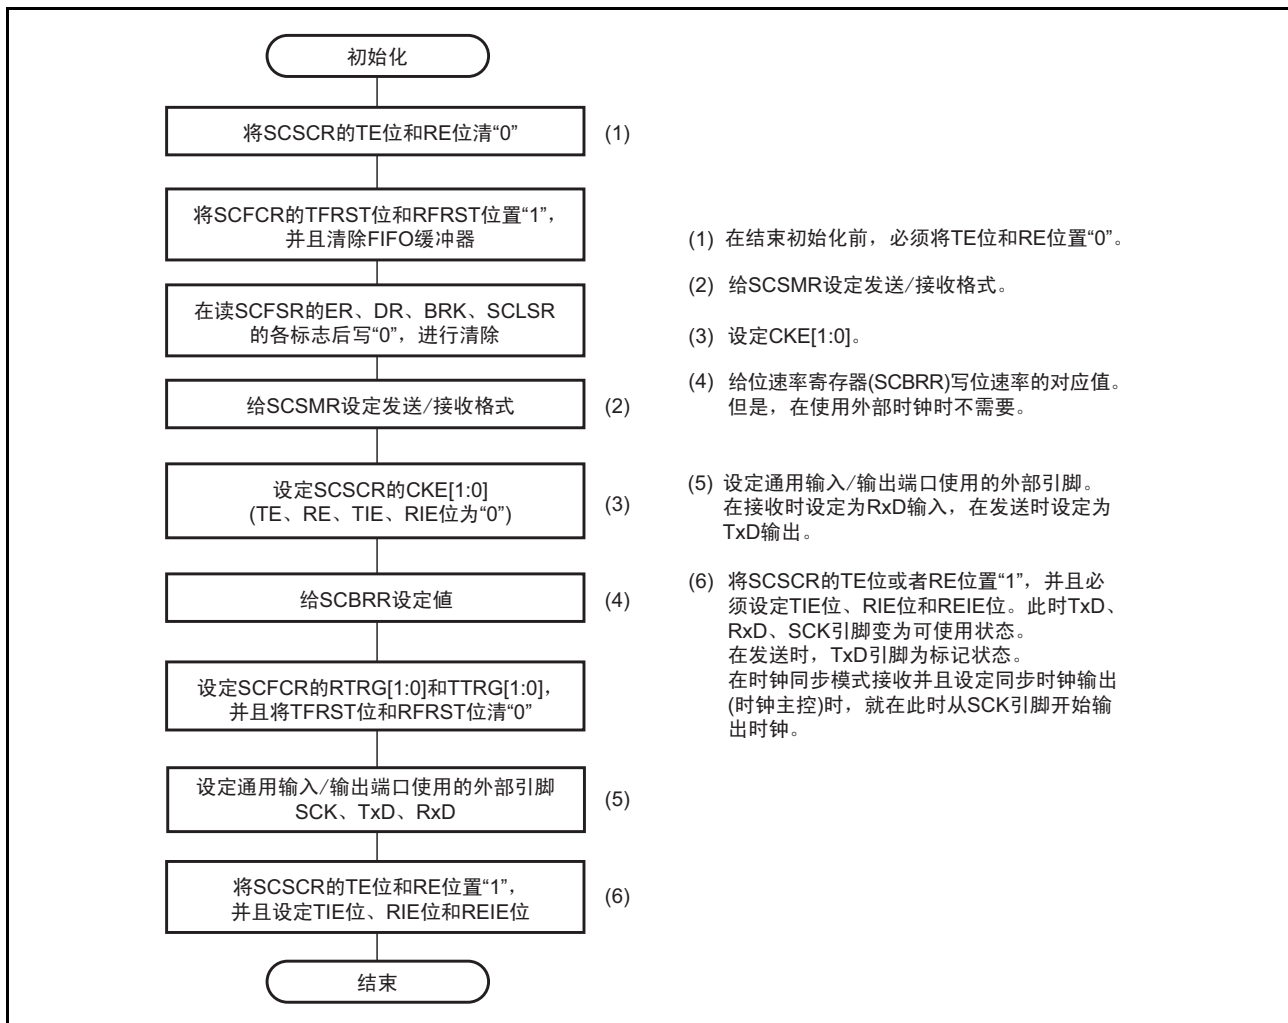 初始化
将SCSCR的TE位和RE位清“0”
(1)
将SCFCR的TFRST位和RFRST位置“1”，
并且清除FIFO缓冲器
在读SCFSR的ER、DR、BRK、SCLSR
的各标志后写“0”，进行清除
给SCSMR设定发送/接收格式
(2)
设定SCSCR的CKE[1:0]
(TE、RE、TIE、RIE位为“0”)
(3)
给SCBRR设定値
(4)
设定SCFCR的RTRG[1:0]和TTRG[1:0]，
并且将TFRST位和RFRST位清“0”
设定通用输入/输出端口使用的外部引脚
SCK、TxD、RxD
(5)
将SCSCR的TE位和RE位置“1”，
并且设定TIE位、RIE位和REIE位
(6)
结束
(1) 在结束初始化前，必须将TE位和RE位置“0”。
(2) 给SCSMR设定发送/接收格式。
(3) 设定CKE[1:0]。
(4) 给位速率寄存器(SCBRR)写位速率的对应值。
但是，在使用外部时钟时不需要。
(5) 设定通用输入/输出端口使用的外部引脚。
在接收时设定为RxD输入，在发送时设定为
TxD输出。
(6) 将SCSCR的TE位或者RE位置“1”，并且必
须设定TIE位、RIE位和REIE位。此时TxD、
RxD、SCK引脚变为可使用状态。
在发送时，TxD引脚为标记状态。
在时钟同步模式接收并且设定同步时钟输出
(时钟主控)时，就在此时从SCK引脚开始输
出时钟。